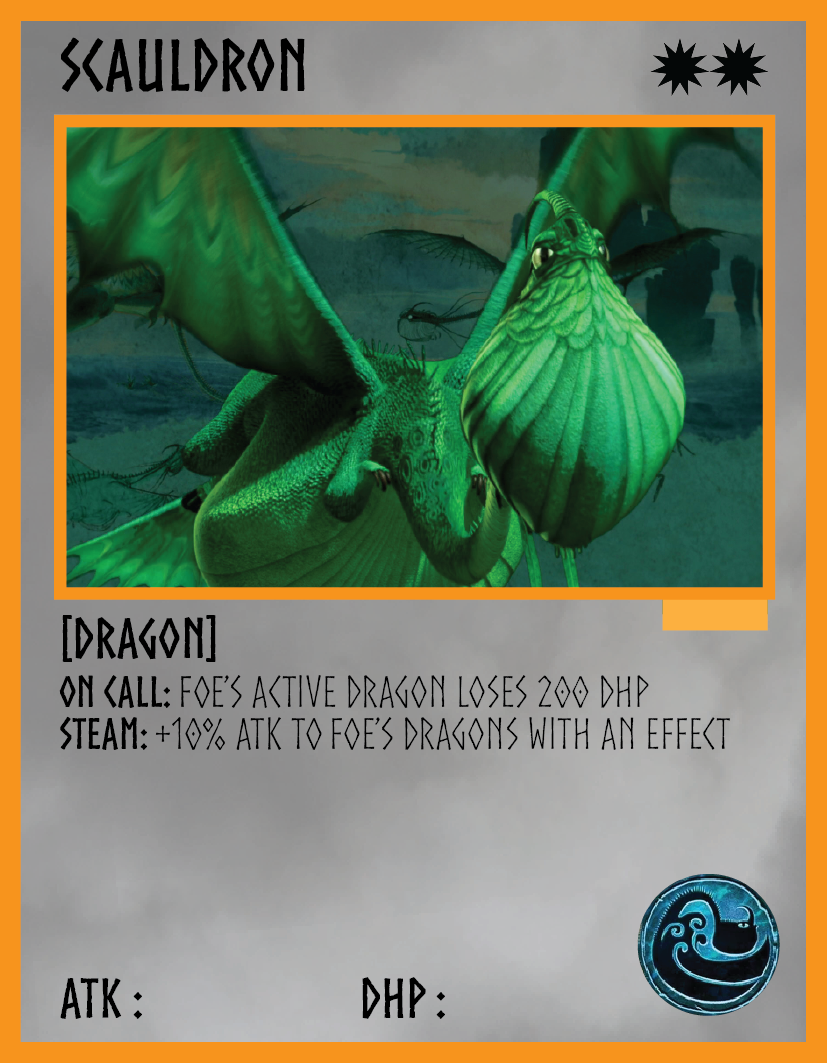 SCAULDRON
[DRAGON]
ON CALL: FOE'S ACTIVE DRAGON LOSES 200 DHP
STEAM: +10% ATK TO FOE'S DRAGONS WITH AN EFFECT
ATK :
DHP :